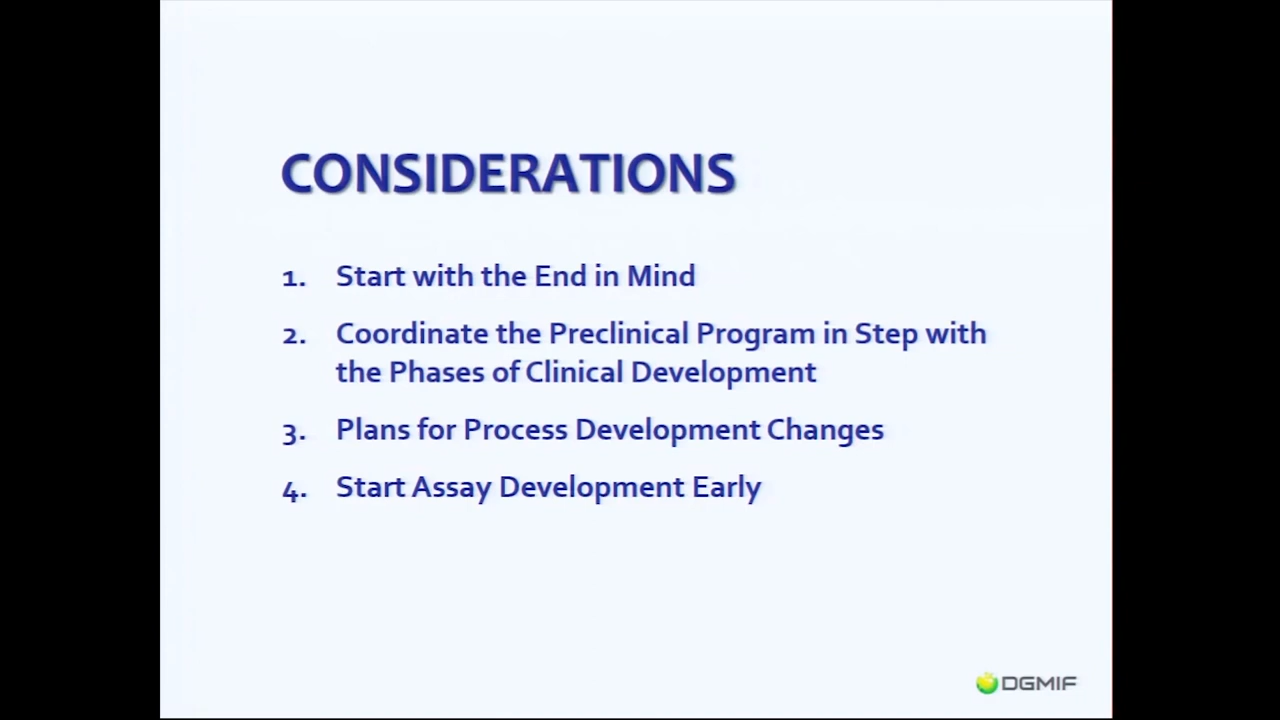 CONSIDERATIONS
1. Start with the End in Mind
2. Coordinate the Preclinical Program in Step with
the Phases of Clinical Development
3. Plans for Process Development Changes
4. Start Assay Development Early
DGMIF